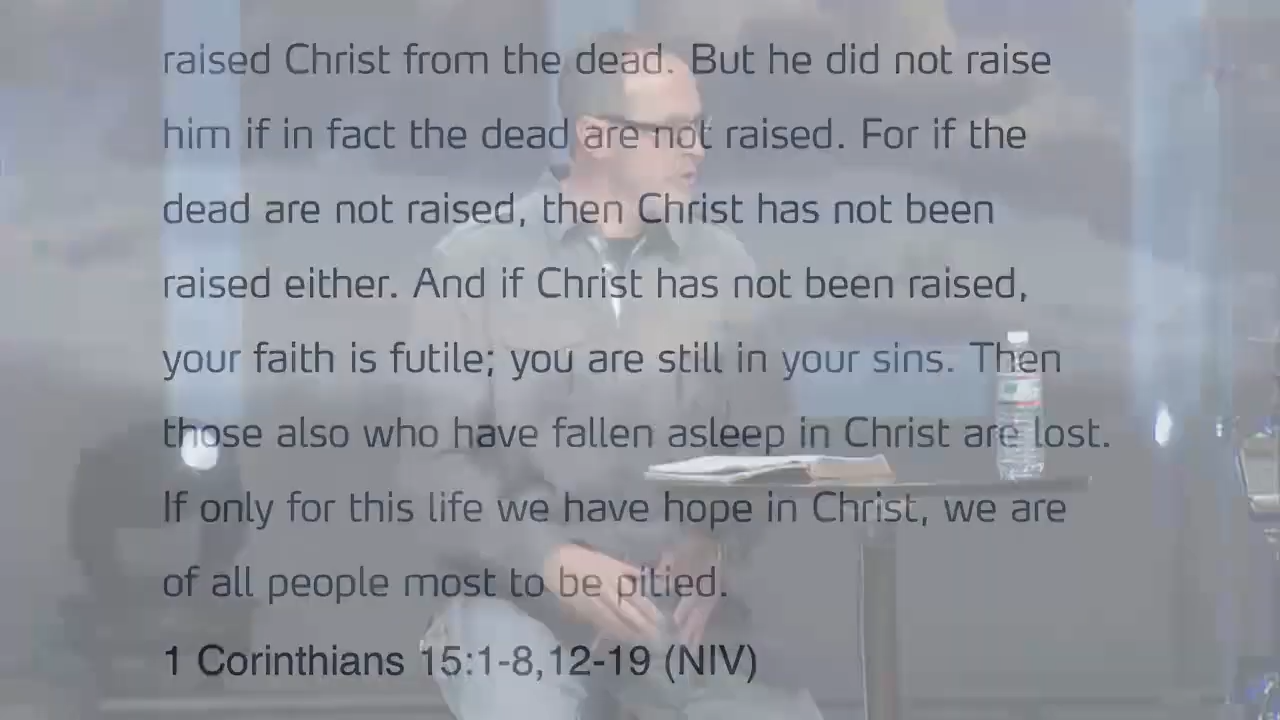 raised Christ from the dead. But he did not raise
him if in fact the dead are not raised. For if the
dead are not raised, then Christ has not been
raised either. And if Christ has not been raised,
your faith is futile; you are still in your sins. Then
those also who have fallen asleep in Christ are lost.
If only for this life we have hope in Christ, we are
of all people most to be pitied.
1 Corinthians 15:1-8,12-19 (NIV)